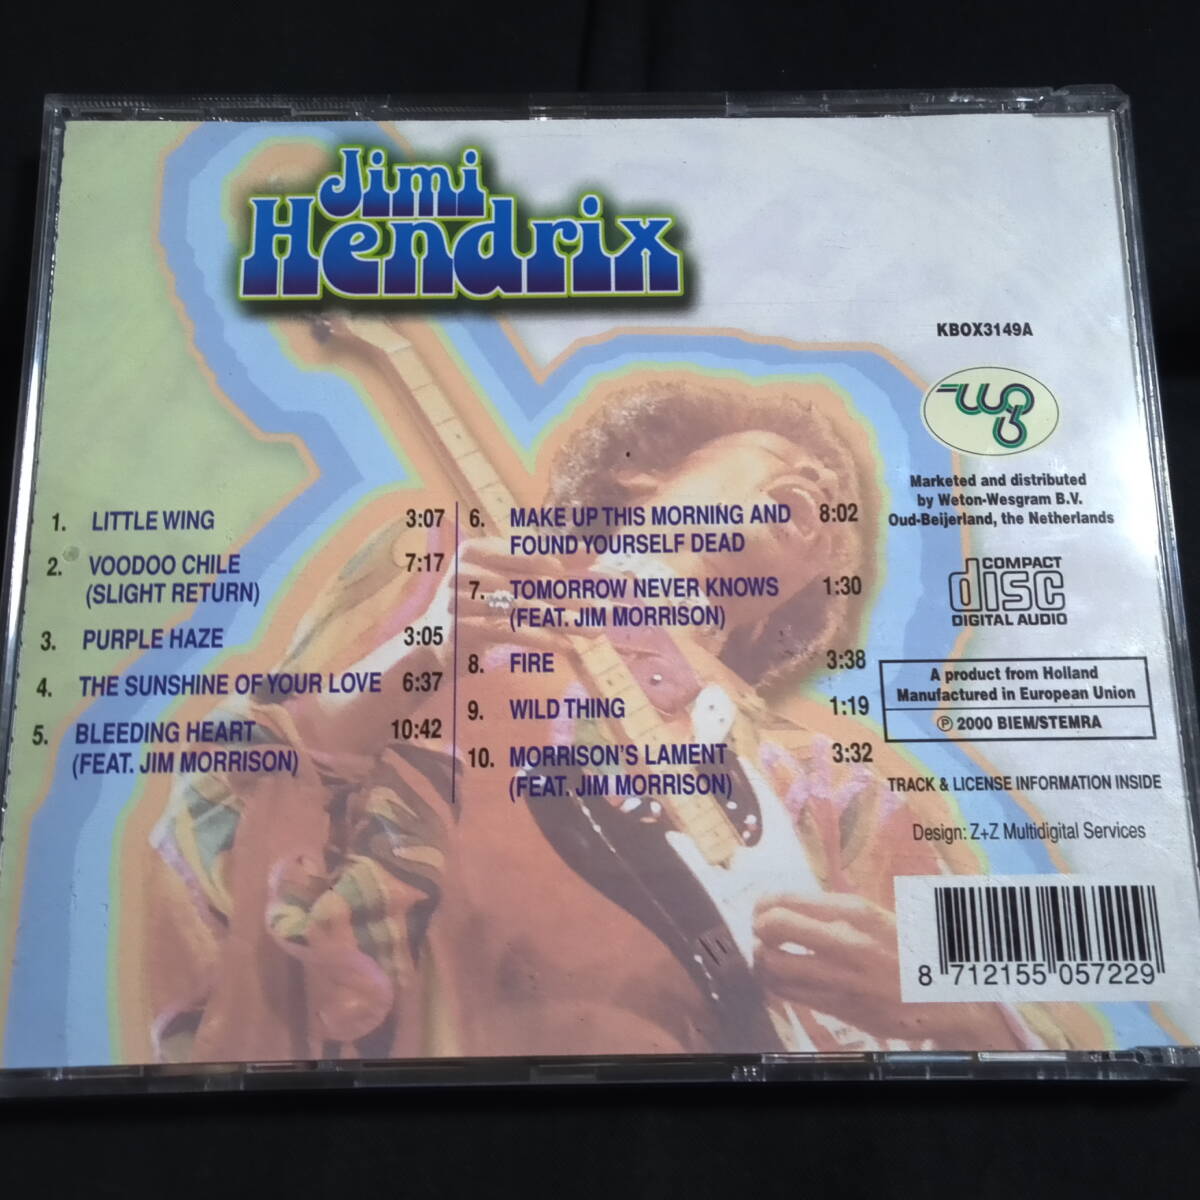 Jimi
Hendrix
KBOX3149A
Marketed and distributed
by Weton-Wesgram B.V.
Oud-Beijerland, the Netherlands
1. LITTLE WING 3:07
2. VOODOO CHILE 7:17
(SLIGHT RETURN)
3. PURPLE HAZE 3:05
4. THE SUNSHINE OF YOUR LOVE 6:37
5. BLEEDING HEART 10:42
(FEAT. JIM MORRISON)
6. MAKE UP THIS MORNING AND 8:02
FOUND YOURSELF DEAD
7. TOMORROW NEVER KNOWS 1:30
(FEAT. JIM MORRISON)
8. FIRE 3:38
9. WILD THING 1:19
10. MORRISON'S LAMENT 3:32
(FEAT. JIM MORRISON)
COMPACT
disc
DIGITAL AUDIO
A product from Holland
Manufactured in European Union
℗ 2000 BIEM/STEMRA
TRACK & LICENSE INFORMATION INSIDE
Design: Z+Z Multidigital Services
8 712155 057229